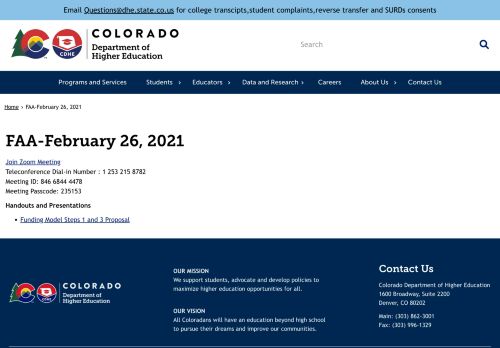 Email Questions@dhe.state.co.us for college transcipts,student complaints,reverse transfer and SURDs consents
COLORADO
Department of
Higher Education
CDHE
Search
Programs and Services
Students
Educators
Data and Research
Careers
About Us
Contact Us
Home › FAA-February 26, 2021
FAA-February 26, 2021
Join Zoom Meeting
Teleconference Dial-in Number : 1 253 215 8782
Meeting ID: 846 6844 4478
Meeting Passcode: 235153
Handouts and Presentations
Funding Model Steps 1 and 3 Proposal
COLORADO
Department of
Higher Education
CDHE
OUR MISSION
We support students, advocate and develop policies to
maximize higher education opportunities for all.
OUR VISION
All Coloradans will have an education beyond high school
to pursue their dreams and improve our communities.
Contact Us
Colorado Department of Higher Education
1600 Broadway, Suite 2200
Denver, CO 80202
Main: (303) 862-3001
Fax: (303) 996-1329